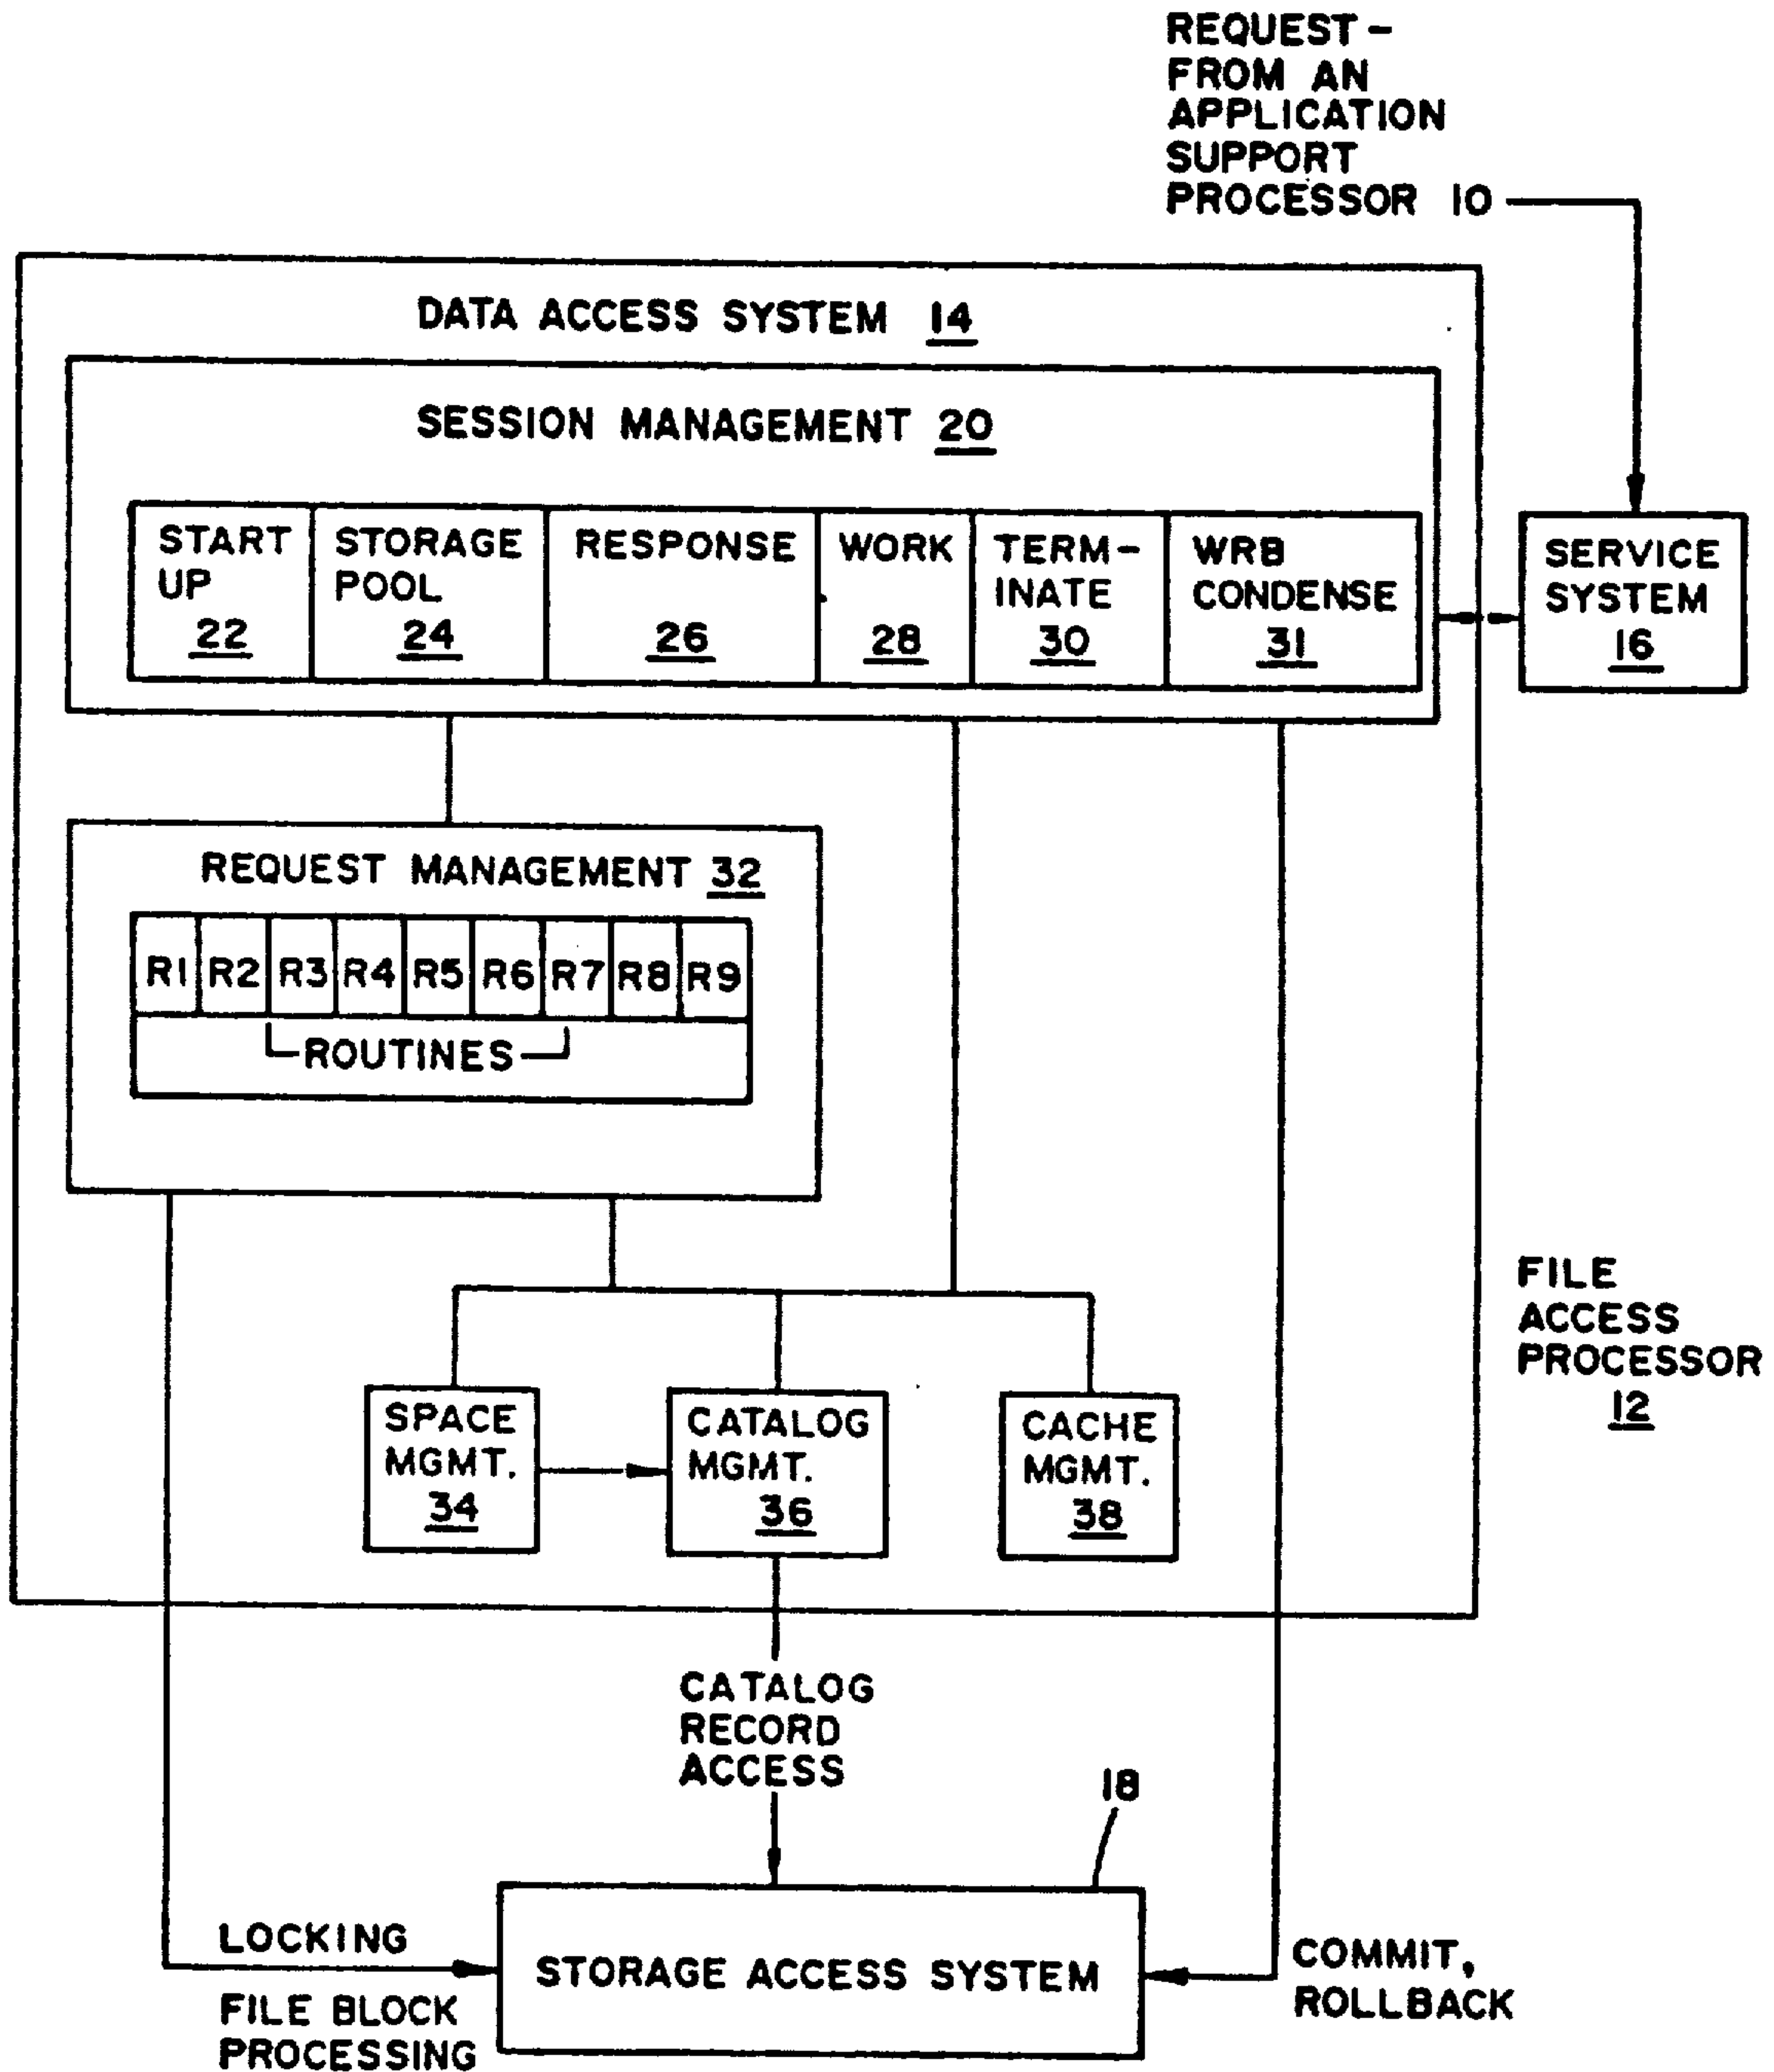 REQUEST-
FROM AN
APPLICATION
SUPPORT
PROCESSOR 10
DATA ACCESS SYSTEM 14
SESSION MANAGEMENT 20
START
UP
22
STORAGE
POOL
24
RESPONSE
26
WORK
28
TERM-
INATE
30
WRB
CONDENSE
31
SERVICE
SYSTEM
16
REQUEST MANAGEMENT 32
R1 R2 R3 R4 R5 R6 R7 R8 R9
ROUTINES
FILE
ACCESS
PROCESSOR
12
SPACE
MGMT.
34
CATALOG
MGMT.
36
CACHE
MGMT.
38
CATALOG
RECORD
ACCESS
18
LOCKING
FILE BLOCK
PROCESSING
STORAGE ACCESS SYSTEM
COMMIT,
ROLLBACK